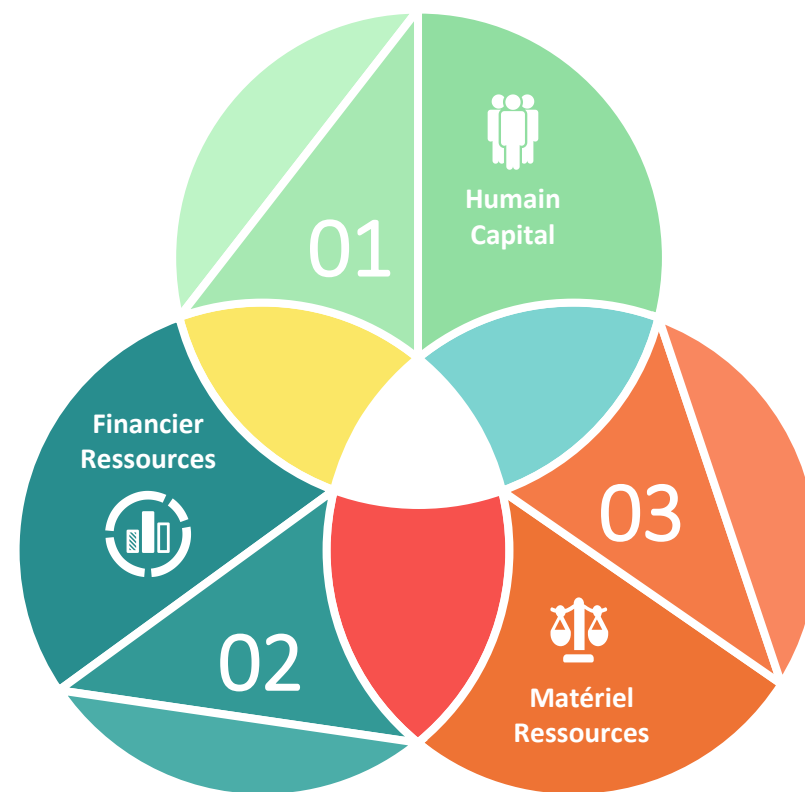 Humain
Capital
01
Financier
Ressources
02
03
Matériel
Ressources